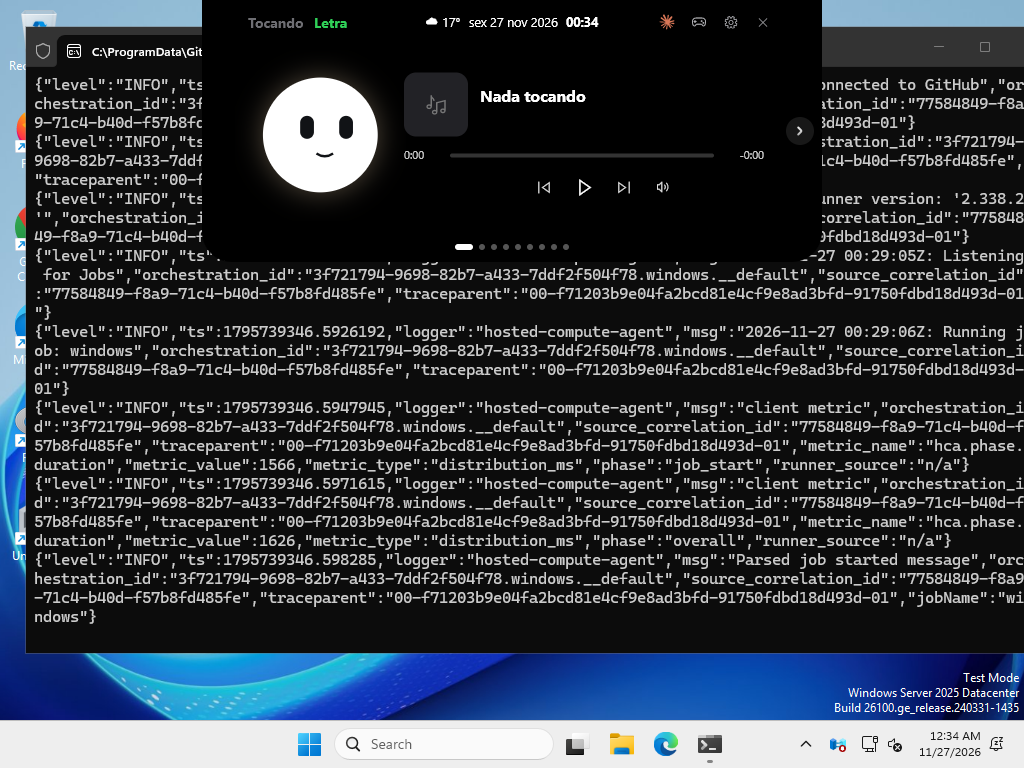 Tocando Letra 17° sex 27 nov 2026 00:34
Nada tocando
0:00 -0:00
C:\ProgramData\Git
{"level":"INFO","ts onnected to GitHub","or
chestration_id":"3f _id":"77584849-f8a
9-71c4-b40d-f57b8fd 1c4-b40d-f57b8fd485fe 493d-01"}
{"level":"INFO","ts n_id":"3f721794-
9698-82b7-a433-7ddf -71c4-b40d-f57b8fd485fe",
"traceparent":"00-f
{"level":"INFO","ts nner version: '2.338.2
'","orchestration_i orrelation_id":"77584
849-f8a9-71c4-b40d-f57 fdbd18d493d-01"}
{"level":"INFO","ts -27 00:29:05Z: Listening
for Jobs","orchestration_id":"3f721794-9698-82b7-a433-7ddf2f504f78.windows.__default","source_correlation_id"
:"77584849-f8a9-71c4-b40d-f57b8fd485fe","traceparent":"00-f71203b9e04fa2bcd81e4cf9e8ad3bfd-91750fdbd18d493d-01
"}
{"level":"INFO","ts":1795739346.5926192,"logger":"hosted-compute-agent","msg":"2026-11-27 00:29:06Z: Running j
ob: windows","orchestration_id":"3f721794-9698-82b7-a433-7ddf2f504f78.windows.__default","source_correlation_i
d":"77584849-f8a9-71c4-b40d-f57b8fd485fe","traceparent":"00-f71203b9e04fa2bcd81e4cf9e8ad3bfd-91750fdbd18d493d-
01"}
{"level":"INFO","ts":1795739346.5947945,"logger":"hosted-compute-agent","msg":"client metric","orchestration_i
d":"3f721794-9698-82b7-a433-7ddf2f504f78.windows.__default","source_correlation_id":"77584849-f8a9-71c4-b40d-f
57b8fd485fe","traceparent":"00-f71203b9e04fa2bcd81e4cf9e8ad3bfd-91750fdbd18d493d-01","metric_name":"hca.phase.
duration","metric_value":1566,"metric_type":"distribution_ms","phase":"job_start","runner_source":"n/a"}
{"level":"INFO","ts":1795739346.5971615,"logger":"hosted-compute-agent","msg":"client metric","orchestration_i
d":"3f721794-9698-82b7-a433-7ddf2f504f78.windows.__default","source_correlation_id":"77584849-f8a9-71c4-b40d-f
57b8fd485fe","traceparent":"00-f71203b9e04fa2bcd81e4cf9e8ad3bfd-91750fdbd18d493d-01","metric_name":"hca.phase.
duration","metric_value":1626,"metric_type":"distribution_ms","phase":"overall","runner_source":"n/a"}
{"level":"INFO","ts":1795739346.598285,"logger":"hosted-compute-agent","msg":"Parsed job started message","orc
hestration_id":"3f721794-9698-82b7-a433-7ddf2f504f78.windows.__default","source_correlation_id":"77584849-f8a9
-71c4-b40d-f57b8fd485fe","traceparent":"00-f71203b9e04fa2bcd81e4cf9e8ad3bfd-91750fdbd18d493d-01","jobName":"wi
ndows"}
Test Mode
Windows Server 2025 Datacenter
Build 26100.ge_release.240331-1435
Search
12:34 AM
11/27/2026